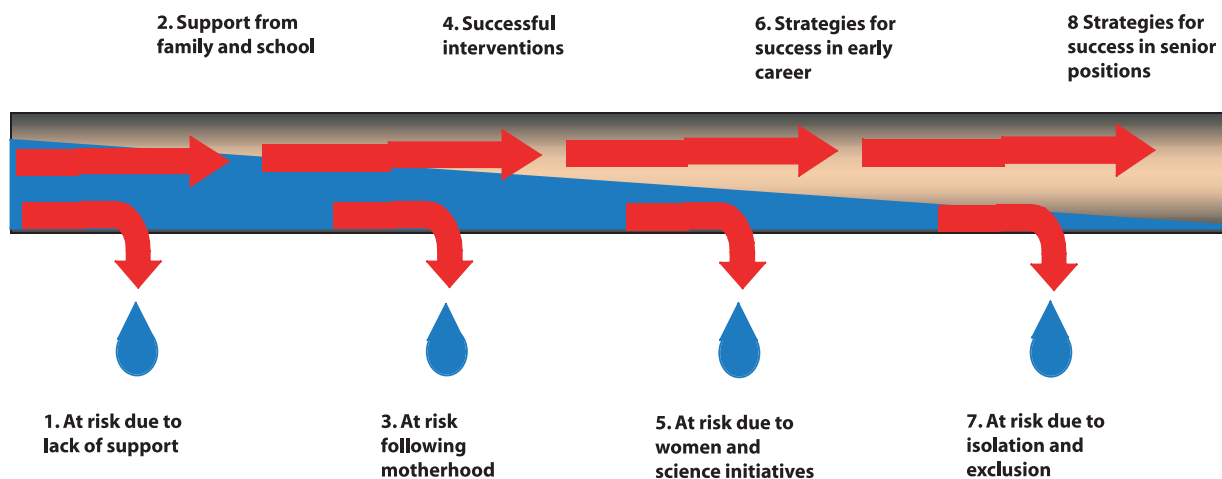 2. Support from
family and school
4. Successful
interventions
6. Strategies for
success in early
career
8 Strategies for
success in senior
positions
1. At risk due to
lack of support
3. At risk
following
motherhood
5. At risk due to
women and
science initiatives
7. At risk due to
isolation and
exclusion